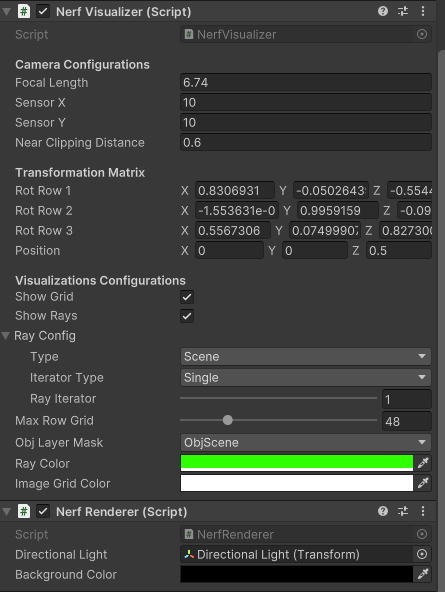 Nerf Visualizer (Script)
Script NerfVisualizer
Camera Configurations
Focal Length 6.74
Sensor X 10
Sensor Y 10
Near Clipping Distance 0.6
Transformation Matrix
Rot Row 1 X 0.8306931 Y -0.0502643 Z -0.5544
Rot Row 2 X -1.553631e-0 Y 0.9959159 Z -0.09
Rot Row 3 X 0.5567306 Y 0.0749990 Z 0.82730
Position X 0 Y 0 Z 0.5
Visualizations Configurations
Show Grid
Show Rays
Ray Config
Type Scene
Iterator Type Single
Ray Iterator 1
Max Row Grid 48
Obj Layer Mask ObjScene
Ray Color
Image Grid Color
Nerf Renderer (Script)
Script NerfRenderer
Directional Light Directional Light (Transform)
Background Color